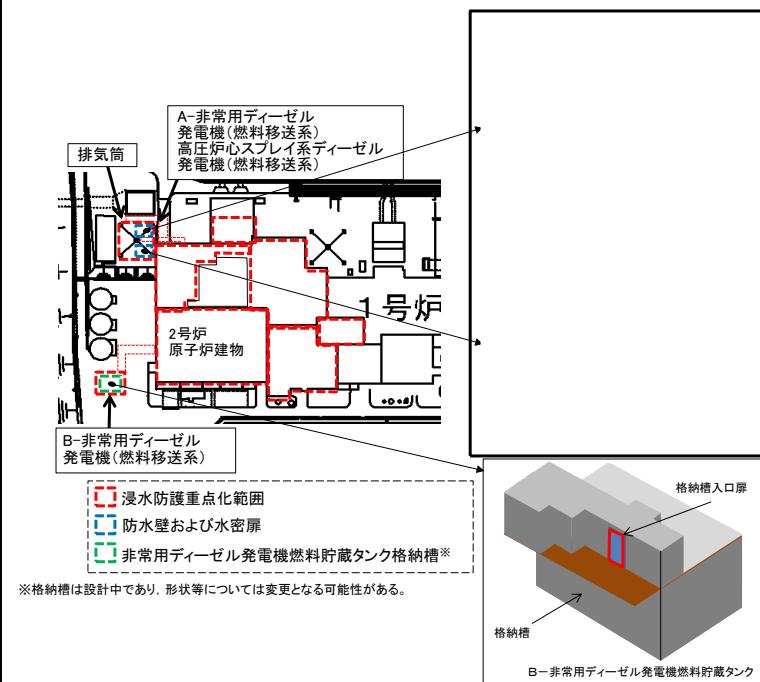 A-非常用ディーゼル
発電機(燃料移送系)
高圧炉心スプレイ系ディーゼル
発電機(燃料移送系)
排気筒
1号炉
2号炉
原子炉建物
B-非常用ディーゼル
発電機(燃料移送系)
浸水防護重点化範囲
防水壁および水密扉
非常用ディーゼル発電機燃料貯蔵タンク格納槽※
※格納槽は設計中であり，形状等については変更となる可能性がある。
格納槽入口扉
格納槽
B-非常用ディーゼル発電機燃料貯蔵タンク